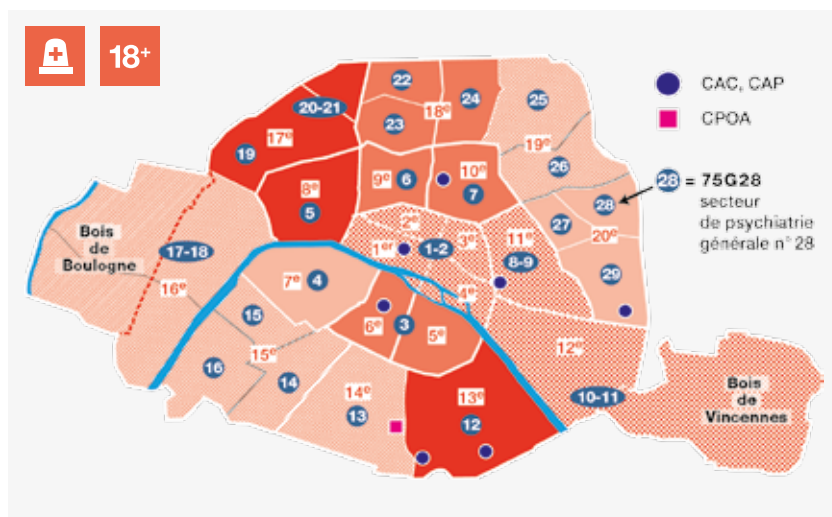 18+
CAC, CAP
CPOA
28 = 75G28
secteur
de psychiatrie
générale n° 28
22
24
25
20-21
23
18e
17e
19e
19
26
8e
9e
6
10e
7
5
28
2e
27
20e
Bois
de
Boulogne
17-18
1er
1-2
3e
11e
8-9
29
16e
7e
4
4e
15
6e
3
5e
12e
15e
16
14
14e
13
13e
12
10-11
Bois
de
Vincennes